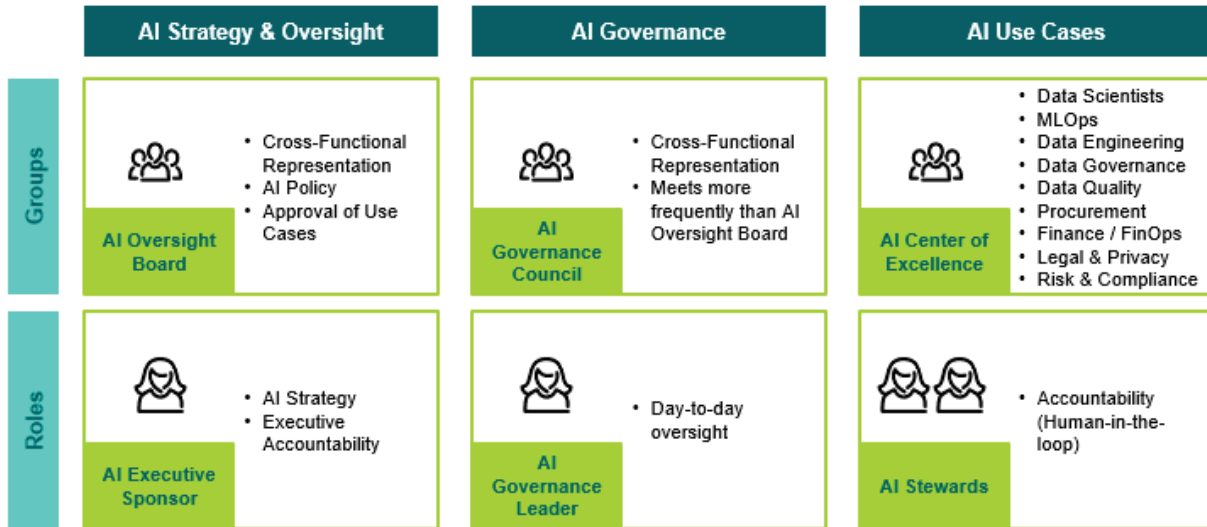 AI Strategy & Oversight
AI Governance
AI Use Cases
Groups
• Cross-Functional
Representation
• AI Policy
• Approval of Use
Cases
AI Oversight
Board
• Cross-Functional
Representation
• Meets more
frequently than AI
Oversight Board
AI
Governance
Council
• Data Scientists
• MLOps
• Data Engineering
• Data Governance
• Data Quality
• Procurement
• Finance / FinOps
• Legal & Privacy
• Risk & Compliance
AI Center of
Excellence
Roles
• AI Strategy
• Executive
Accountability
AI Executive
Sponsor
• Day-to-day
oversight
AI
Governance
Leader
• Accountability
(Human-in-the-
loop)
AI Stewards